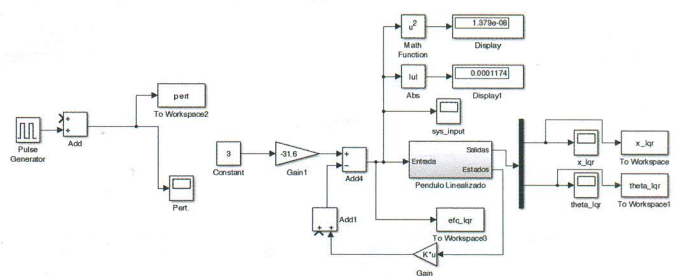 u²
Math
Function
1.379e-08
Display
|u|
Abs
0.0001174
Display1
pert
To Workspace2
Pulse
Generator
+
Add
Pert.
sys_input
3
Constant
-31.6
Gain1
+
−
Add4
Entrada
Salidas
Estados
Pendulo Linealizado
x_lqr
x_lqr
To Workspace
theta_lqr
theta_lqr
To Workspace1
Add1
+
efc_lqr
To Workspace3
K*u
Gain